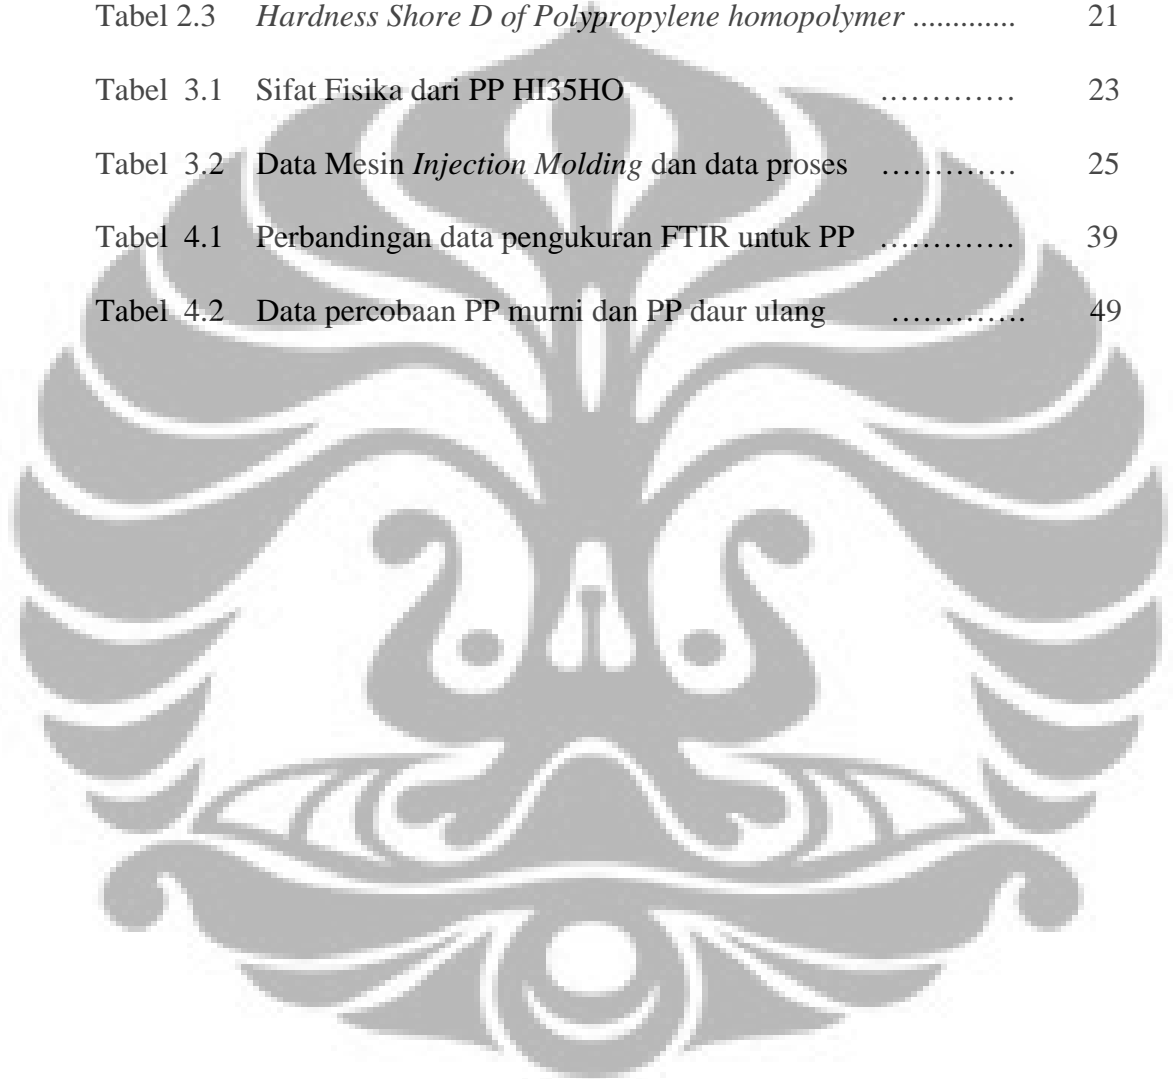 Tabel 2.3 Hardness Shore D of Polypropylene homopolymer ............. 21
Tabel 3.1 Sifat Fisika dari PP HI35HO …………. 23
Tabel 3.2 Data Mesin Injection Molding dan data proses …………. 25
Tabel 4.1 Perbandingan data pengukuran FTIR untuk PP …………. 39
Tabel 4.2 Data percobaan PP murni dan PP daur ulang …………. 49